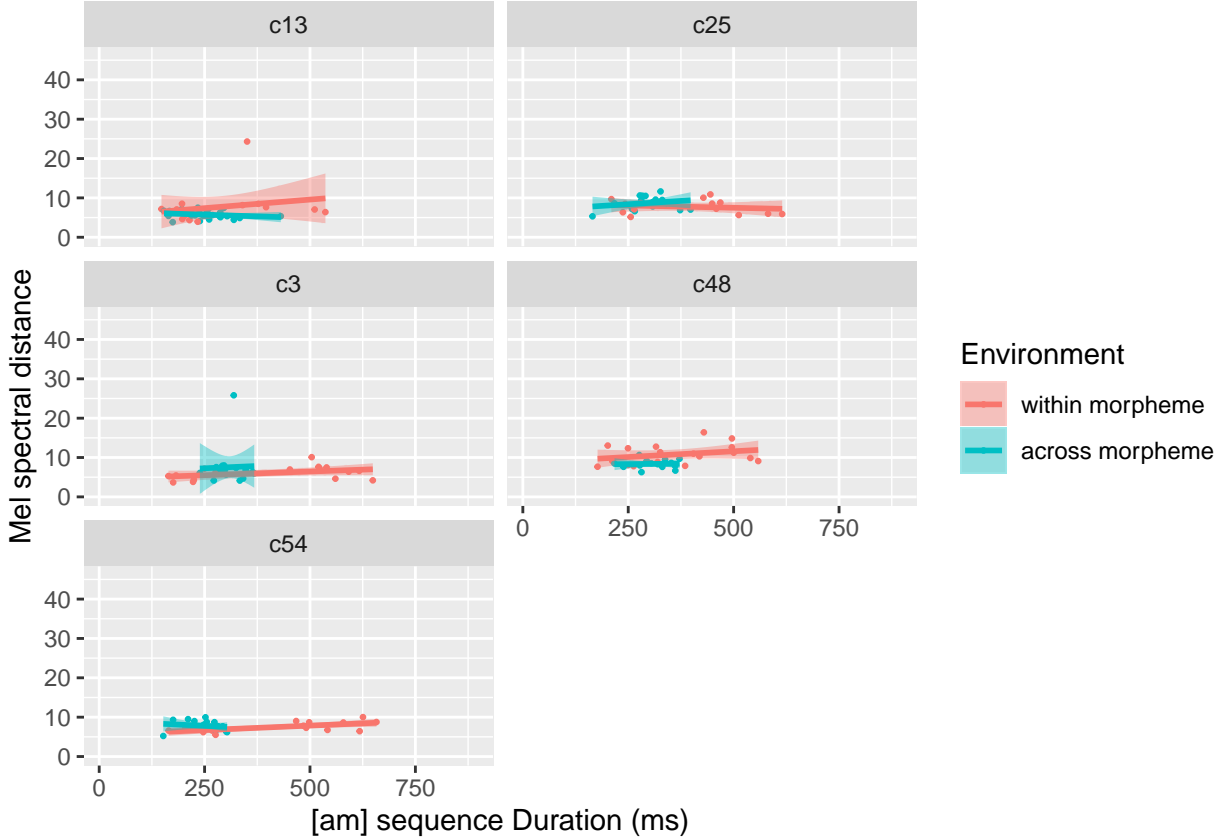 c13
c25
40
30
20
10
0
c3
c48
40
30
20
10
0
0
250
500
750
c54
40
30
20
10
0
0
250
500
750
[am] sequence Duration (ms)
Mel spectral distance
Environment
within morpheme
across morpheme